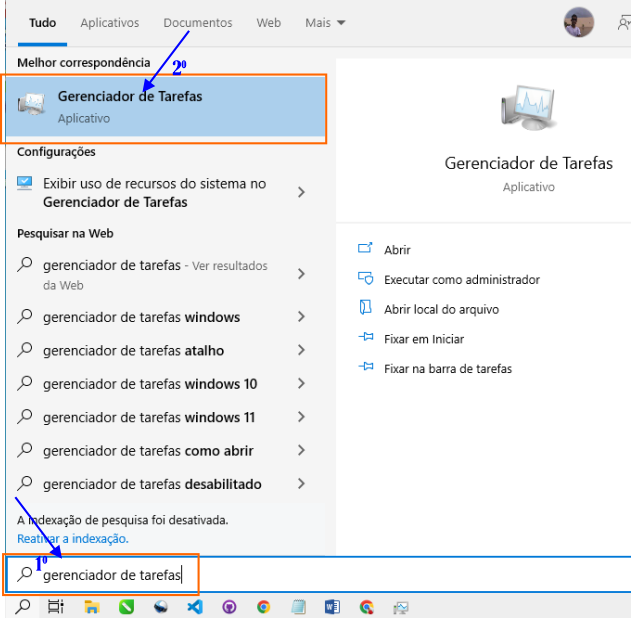 Tudo Aplicativos Documentos Web Mais
Melhor correspondência
2º
Gerenciador de Tarefas
Aplicativo
Configurações
Exibir uso de recursos do sistema no
Gerenciador de Tarefas
Pesquisar na Web
gerenciador de tarefas - Ver resultados
da Web
gerenciador de tarefas windows
gerenciador de tarefas atalho
gerenciador de tarefas windows 10
gerenciador de tarefas windows 11
gerenciador de tarefas como abrir
gerenciador de tarefas desabilitado
A indexação de pesquisa foi desativada.
Reativar a indexação.
Gerenciador de Tarefas
Aplicativo
Abrir
Executar como administrador
Abrir local do arquivo
Fixar em Iniciar
Fixar na barra de tarefas
1º
gerenciador de tarefas